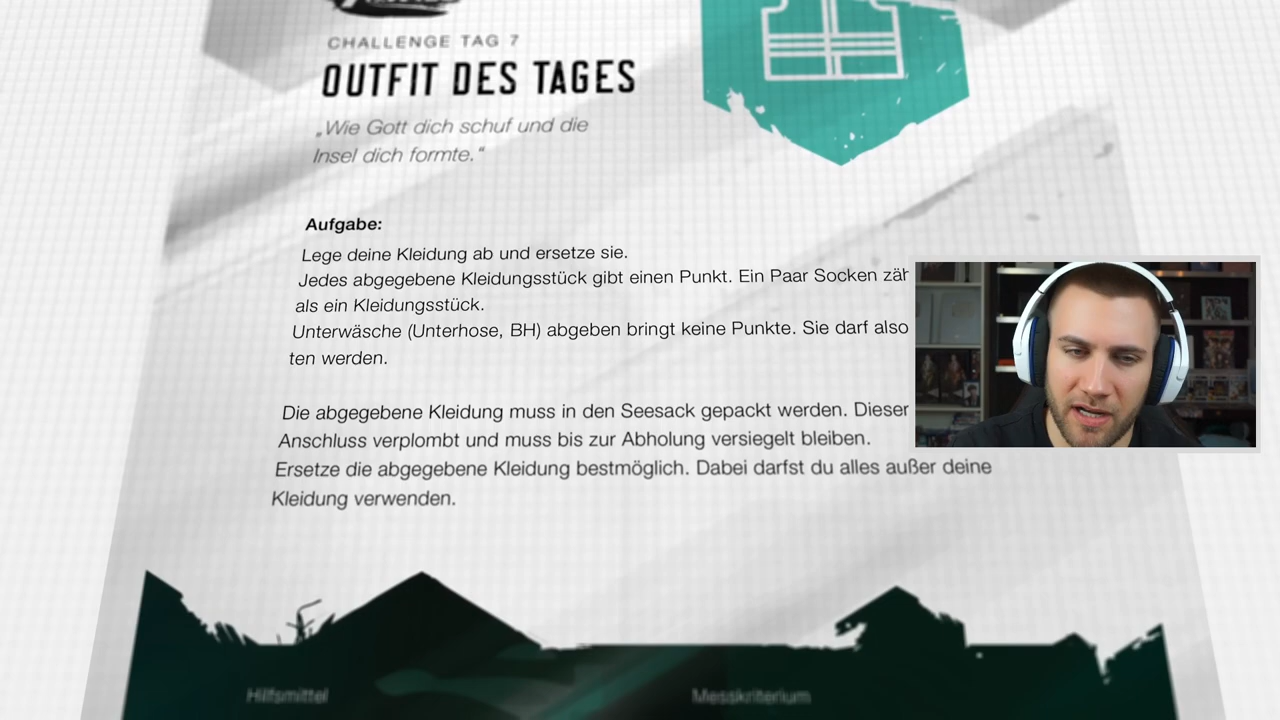 CHALLENGE TAG 7
OUTFIT DES TAGES
„Wie Gott dich schuf und die
Insel dich formte.“
Aufgabe:
Lege deine Kleidung ab und ersetze sie.
Jedes abgegebene Kleidungsstück gibt einen Punkt. Ein Paar Socken zäh
als ein Kleidungsstück.
Unterwäsche (Unterhose, BH) abgeben bringt keine Punkte. Sie darf also
ten werden.
Die abgegebene Kleidung muss in den Seesack gepackt werden. Dieser
Anschluss verplombt und muss bis zur Abholung versiegelt bleiben.
Ersetze die abgegebene Kleidung bestmöglich. Dabei darfst du alles außer deine
Kleidung verwenden.
Hilfsmittel
Messkriterium